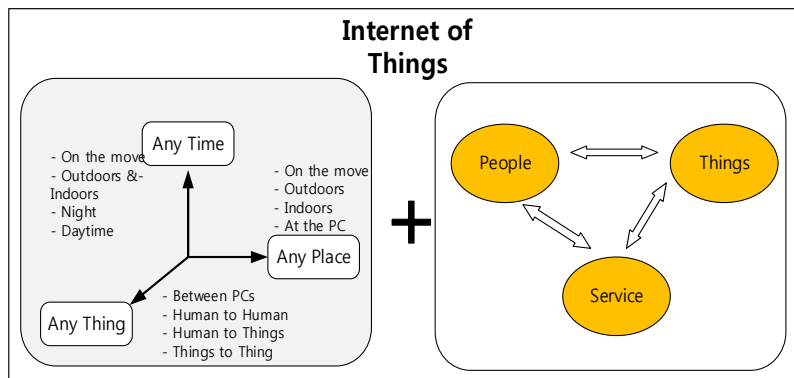 Internet of
Things
Any Time
- On the move
- Outdoors &-
Indoors
- Night
- Daytime
- On the move
- Outdoors
- Indoors
- At the PC
Any Place
Any Thing
- Between PCs
- Human to Human
- Human to Things
- Things to Thing
+
People
Things
Service